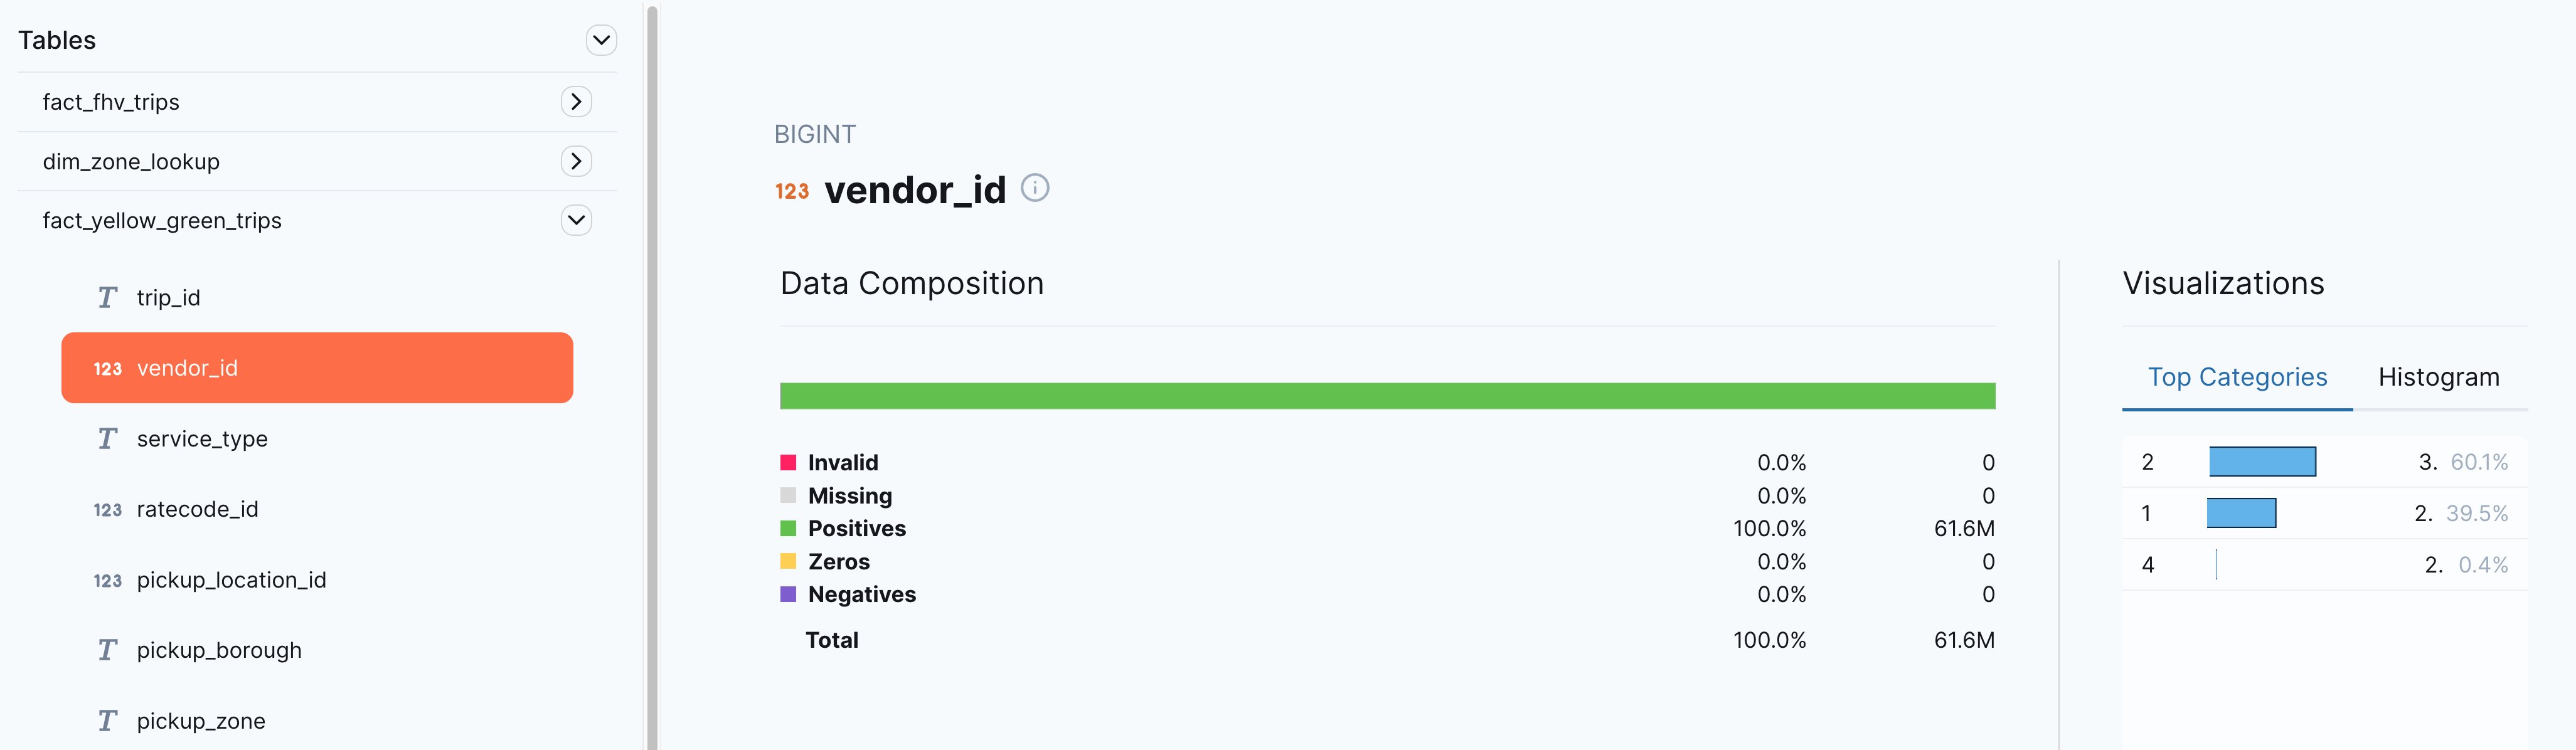 Tables
fact_fhv_trips
dim_zone_lookup
fact_yellow_green_trips
T trip_id
123 vendor_id
T service_type
123 ratecode_id
123 pickup_location_id
T pickup_borough
T pickup_zone
BIGINT
123 vendor_id
Data Composition
Invalid 0.0% 0
Missing 0.0% 0
Positives 100.0% 61.6M
Zeros 0.0% 0
Negatives 0.0% 0
Total 100.0% 61.6M
Visualizations
Top Categories Histogram
2 3. 60.1%
1 2. 39.5%
4 2. 0.4%